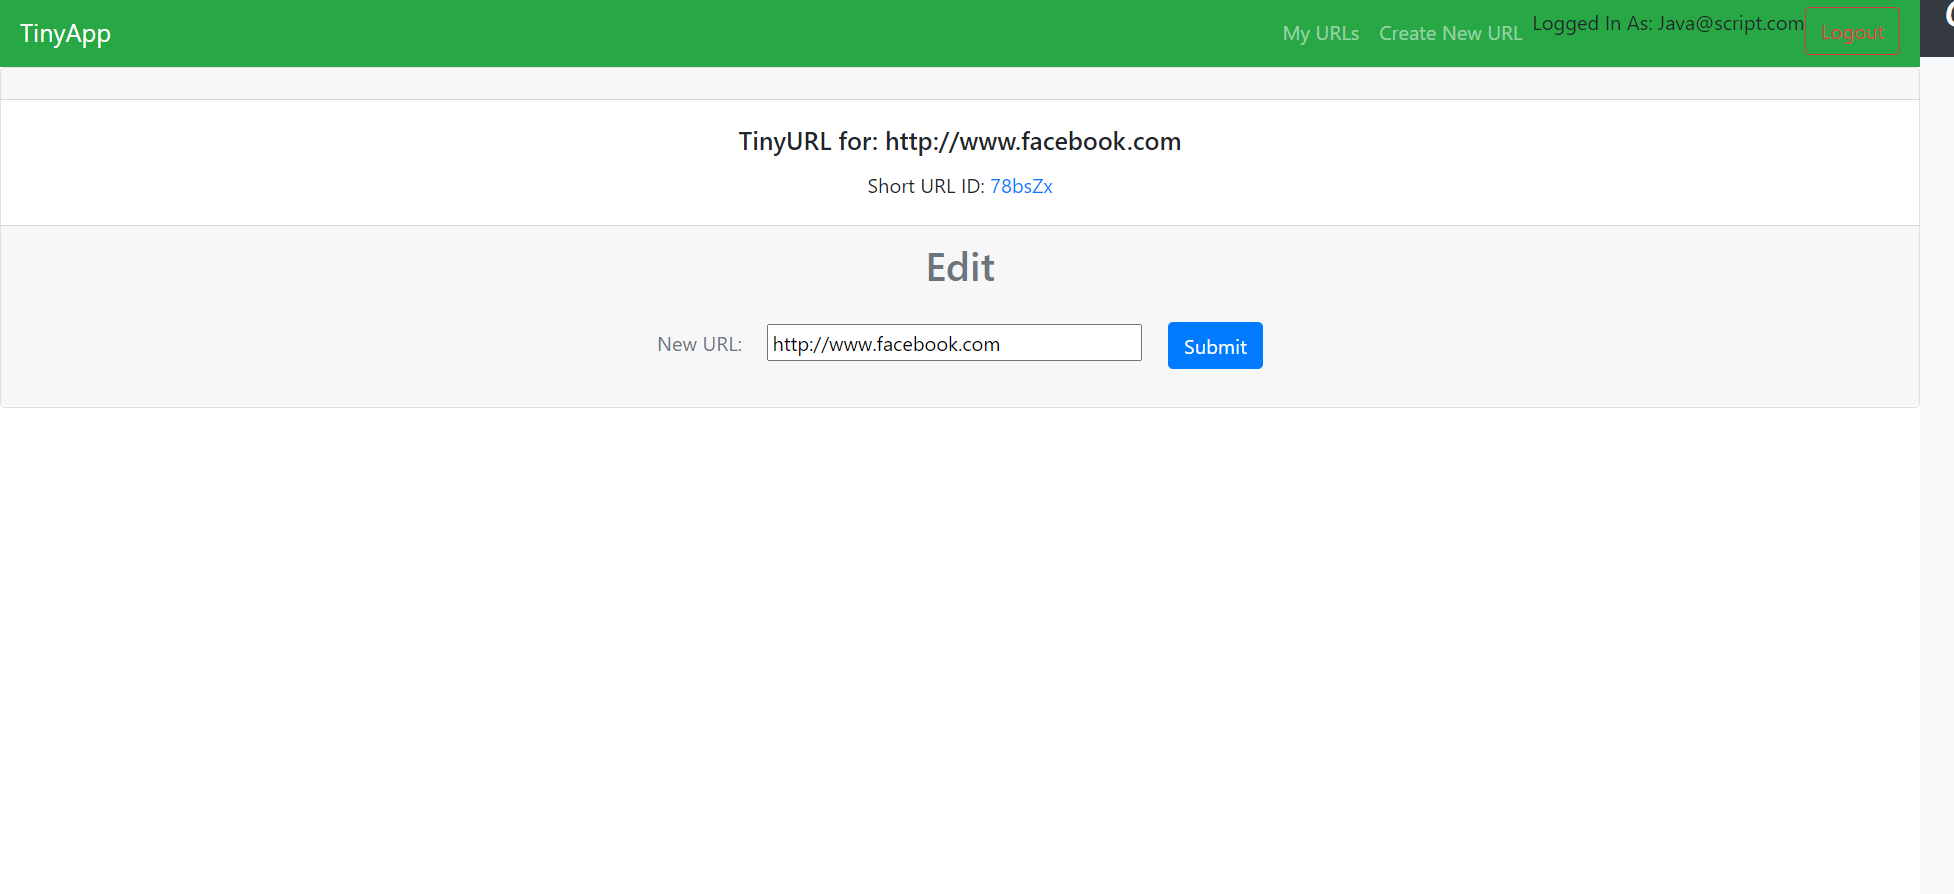 TinyApp
My URLs Create New URL Logged In As: Java@script.com Logout
TinyURL for: http://www.facebook.com
Short URL ID: 78bsZx
Edit
New URL: http://www.facebook.com Submit